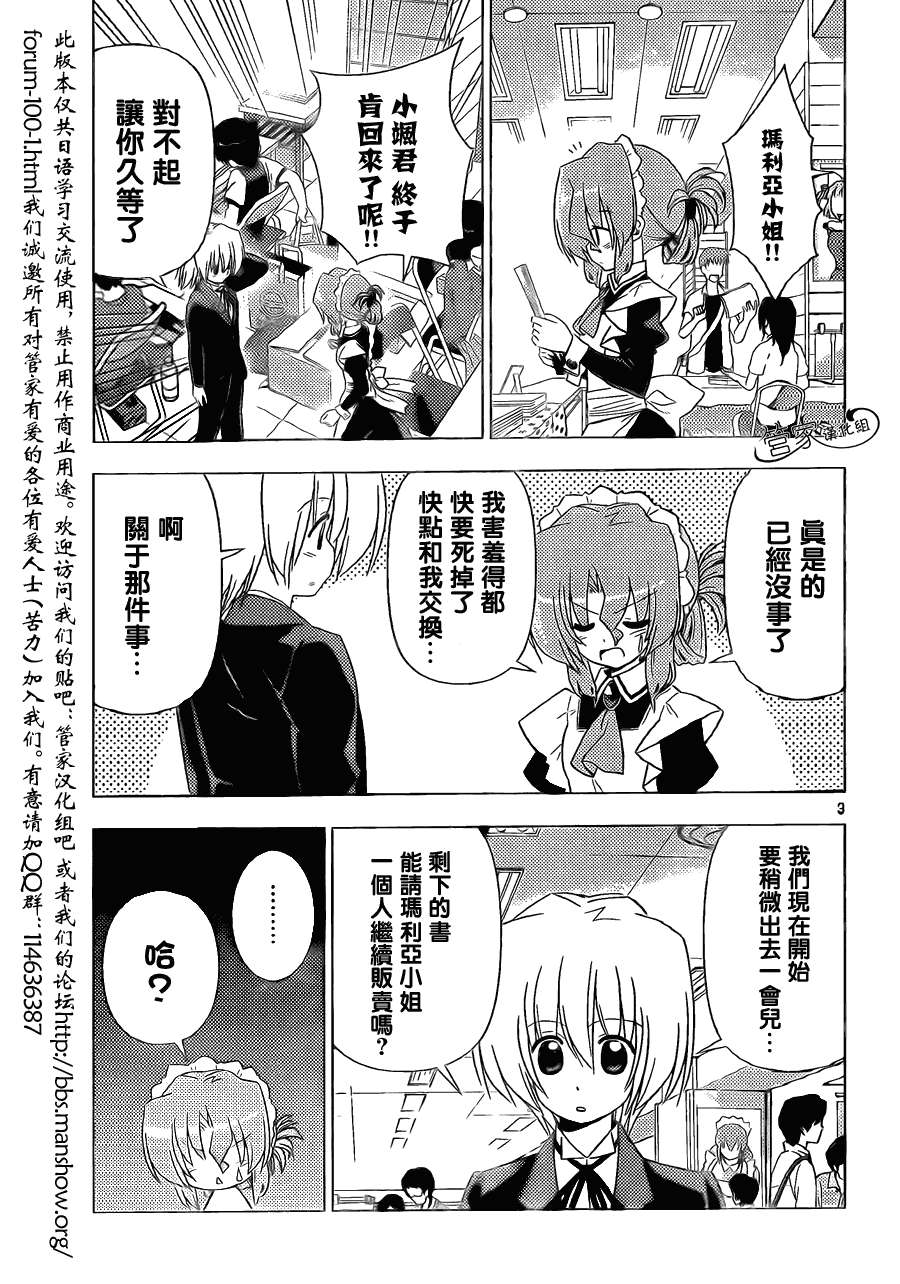 瑪利亞小姐!!
小颯君 終于
肯回來了呢!!
對不起
讓你久等了
管家漢化組
真是的
已經沒事了
我害羞得都
快要死掉了
快點和我交換…
啊
關于那件事…
3
我們現在開始
要稍微出去一會兒…
剩下的書
能請瑪利亞小姐
一個人繼續販賣嗎?
………
哈?
此版本仅共日语学习交流使用,禁止用作商业用途。欢迎访问我们的贴吧:管家汉化组吧 或者我们的论坛http://bbs.manshow.org/
forum-100-1.html我们诚邀所有对管家有爱的各位有爱人士(苦力)加入我们。有意请加QQ群:114636387